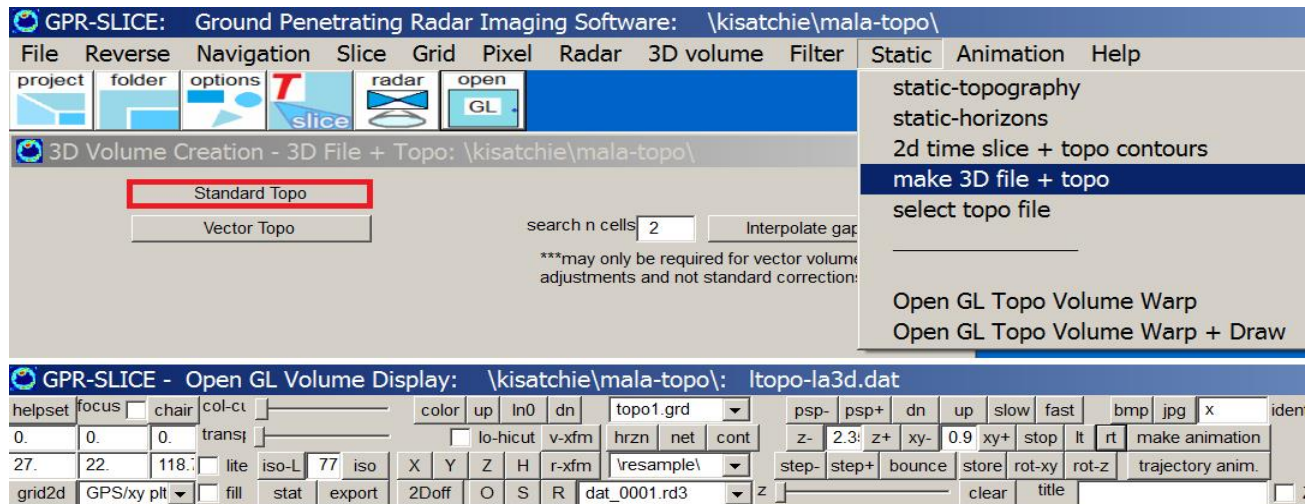 GPR-SLICE: Ground Penetrating Radar Imaging Software: \kisatchie\mala-topo\
File Reverse Navigation Slice Grid Pixel Radar 3D volume Filter Static Animation Help
project folder options T slice radar open GL
static-topography
static-horizons
2d time slice + topo contours
make 3D file + topo
select topo file
Open GL Topo Volume Warp
Open GL Topo Volume Warp + Draw
3D Volume Creation - 3D File + Topo: \kisatchie\mala-topo\
Standard Topo
Vector Topo search n cells 2 Interpolate gap
***may only be required for vector volume
adjustments and not standard corrections
GPR-SLICE - Open GL Volume Display: \kisatchie\mala-topo\: ltopo-la3d.dat
helpset focus chair col-cu color up ln0 dn topo1.grd psp- psp+ dn up slow fast bmp jpg x iden
0. 0. 0. transp lo-hicut v-xfm hrzn net cont z- 2.3 z+ xy- 0.9 xy+ stop lt rt make animation
27. 22. 118. lite iso-L 77 iso X Y Z H r-xfm \resample\ step- step+ bounce store rot-xy rot-z trajectory anim.
grid2d GPS/xy plt fill stat export 2Doff O S R dat_0001.rd3 z clear title